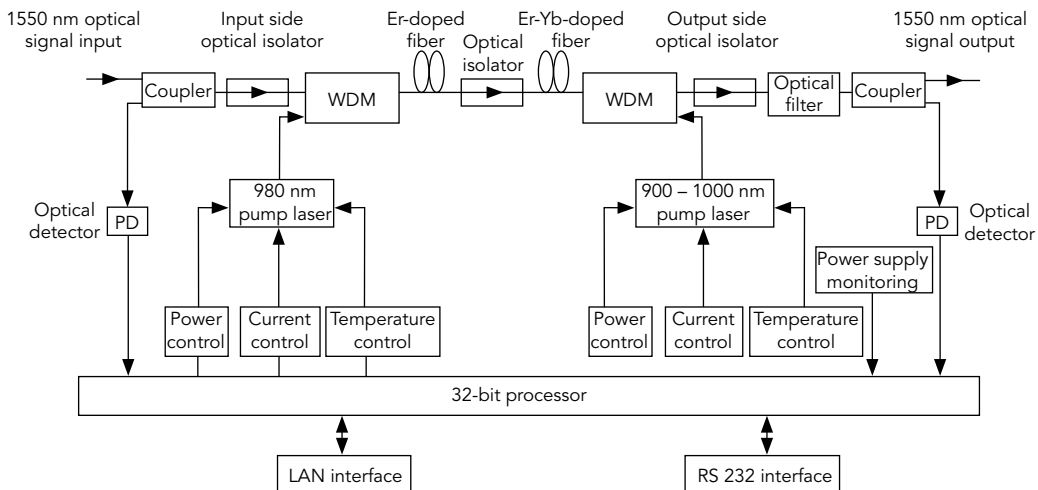 1550 nm optical
signal input
Input side
optical isolator
Er-doped
fiber
Optical
isolator
Er-Yb-doped
fiber
Output side
optical isolator
1550 nm optical
signal output
Coupler
WDM
WDM
Optical
filter
Coupler
980 nm
pump laser
900 – 1000 nm
pump laser
Optical
detector
PD
PD
Optical
detector
Power supply
monitoring
Power
control
Current
control
Temperature
control
Power
control
Current
control
Temperature
control
32-bit processor
LAN interface
RS 232 interface